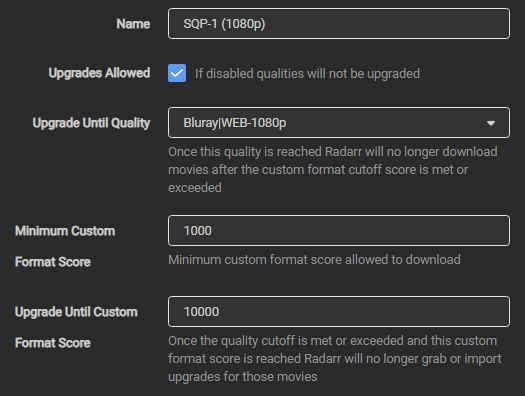 Name
SQP-1 (1080p)
Upgrades Allowed
If disabled qualities will not be upgraded
Upgrade Until Quality
Bluray|WEB-1080p
Once this quality is reached Radarr will no longer download
movies after the custom format cutoff score is met or
exceeded
Minimum Custom
Format Score
1000
Minimum custom format score allowed to download
Upgrade Until Custom
Format Score
10000
Once the quality cutoff is met or exceeded and this custom
format score is reached Radarr will no longer grab or import
upgrades for those movies